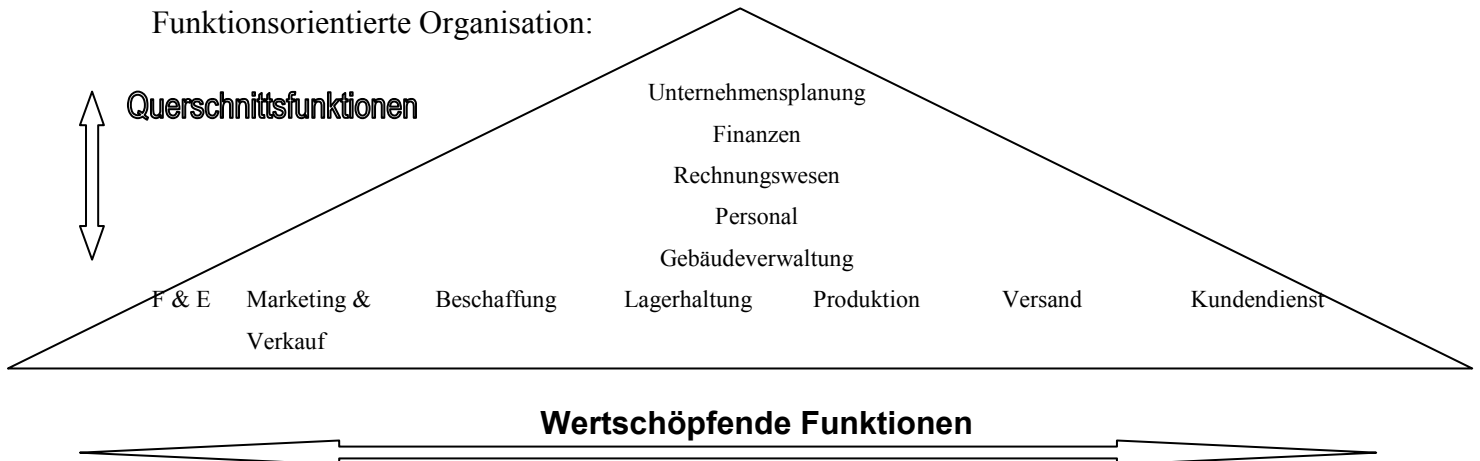 Funktionsorientierte Organisation:
Querschnittsfunktionen
Unternehmensplanung
Finanzen
Rechnungswesen
Personal
Gebäudeverwaltung
F & E Marketing & Beschaffung Lagerhaltung Produktion Versand Kundendienst
Verkauf
Wertschöpfende Funktionen